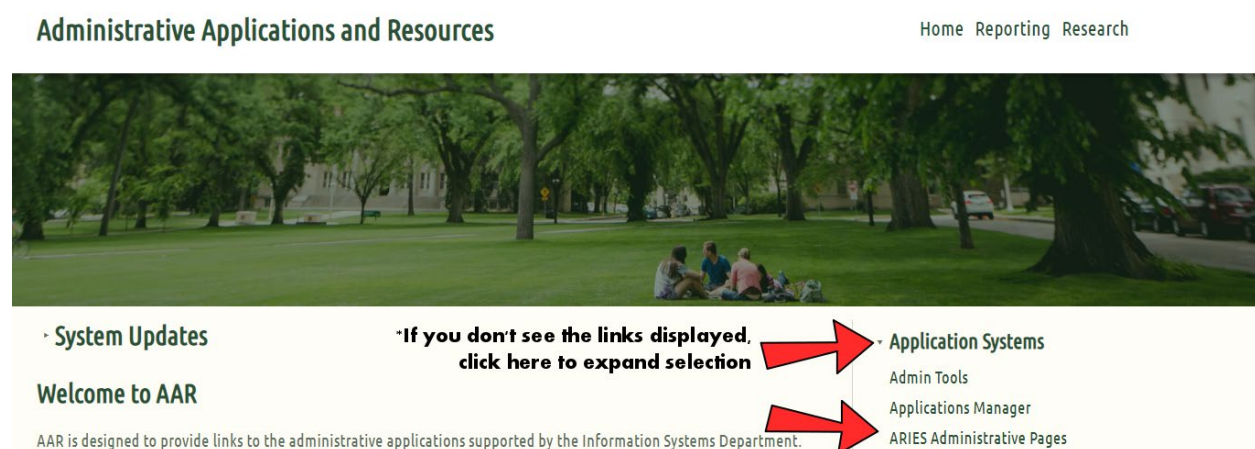 Administrative Applications and Resources
Home Reporting Research
System Updates
*If you don't see the links displayed,
click here to expand selection
Welcome to AAR
AAR is designed to provide links to the administrative applications supported by the Information Systems Department.
Application Systems
Admin Tools
Applications Manager
ARIES Administrative Pages